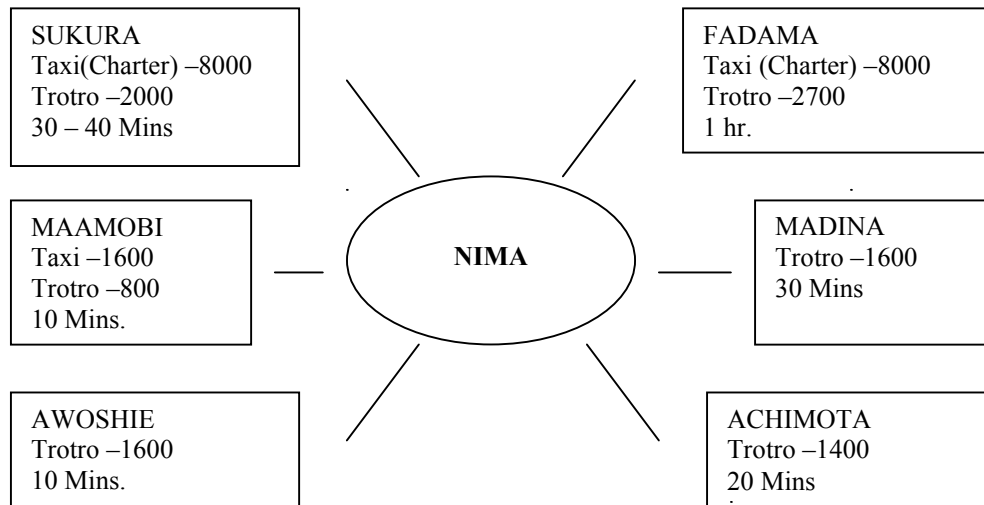 SUKURA
Taxi(Charter) –8000
Trotro –2000
30 – 40 Mins
FADAMA
Taxi (Charter) –8000
Trotro –2700
1 hr.
MAAMOBI
Taxi –1600
Trotro –800
10 Mins.
NIMA
MADINA
Trotro –1600
30 Mins
AWOSHIE
Trotro –1600
10 Mins.
ACHIMOTA
Trotro –1400
20 Mins